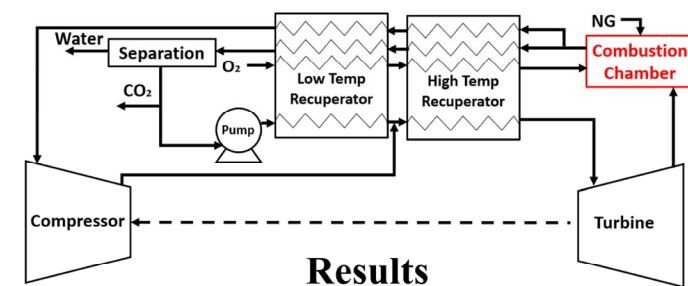 NG
Water
Separation
O₂
Low Temp
Recuperator
High Temp
Recuperator
Combustion
Chamber
CO₂
Pump
Compressor
Turbine
Results